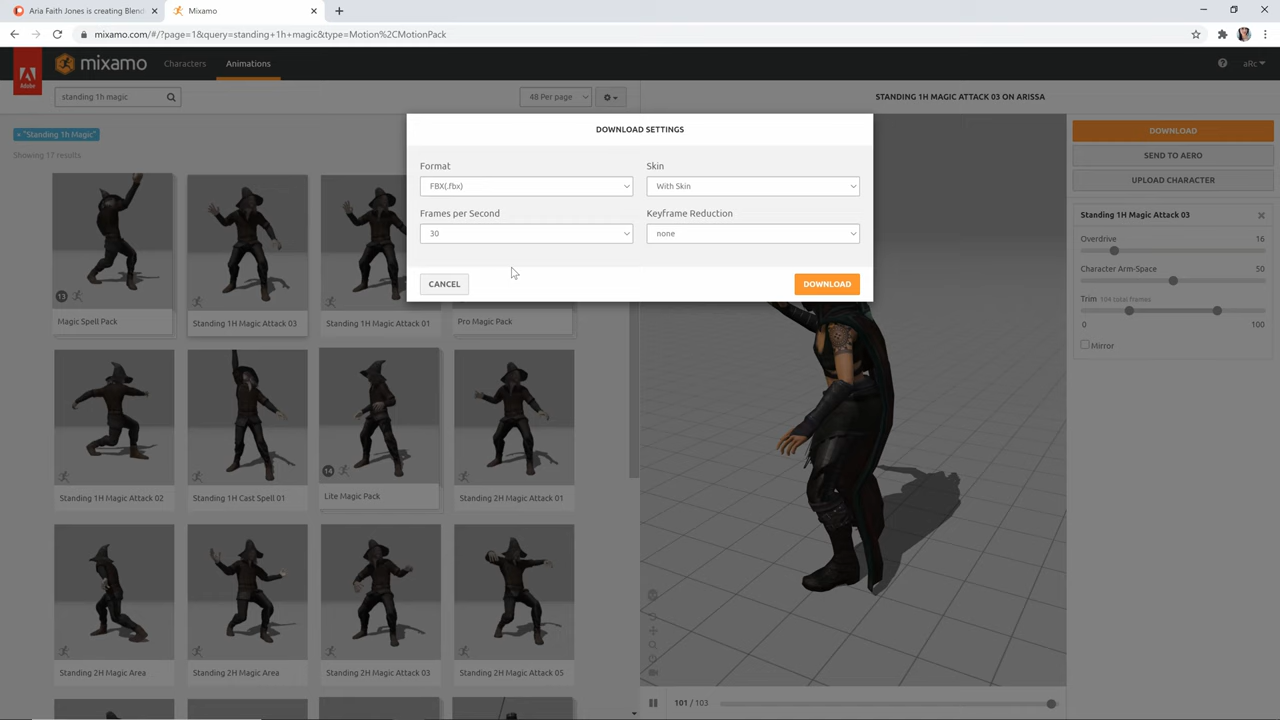 Aria Faith Jones is creating Blend
Mixamo
mixamo.com/#/?page=1&query=standing+1h+magic&type=Motion%2CMotionPack
Adobe
mixamo
Characters
Animations
aRc
standing 1h magic
48 Per page
STANDING 1H MAGIC ATTACK 03 ON ARISSA
× "Standing 1h Magic"
Showing 17 results
DOWNLOAD SETTINGS
Format
Skin
FBX(.fbx)
With Skin
Frames per Second
Keyframe Reduction
30
none
CANCEL
DOWNLOAD
DOWNLOAD
SEND TO AERO
UPLOAD CHARACTER
Standing 1H Magic Attack 03
Overdrive
16
Character Arm-Space
50
Trim 104 total frames
0
100
Mirror
13
Magic Spell Pack
Standing 1H Magic Attack 03
Standing 1H Magic Attack 01
Pro Magic Pack
Standing 1H Magic Attack 02
Standing 1H Cast Spell 01
14
Lite Magic Pack
Standing 2H Magic Attack 01
Standing 2H Magic Area
Standing 2H Magic Area
Standing 2H Magic Attack 03
Standing 2H Magic Attack 05
101 / 103